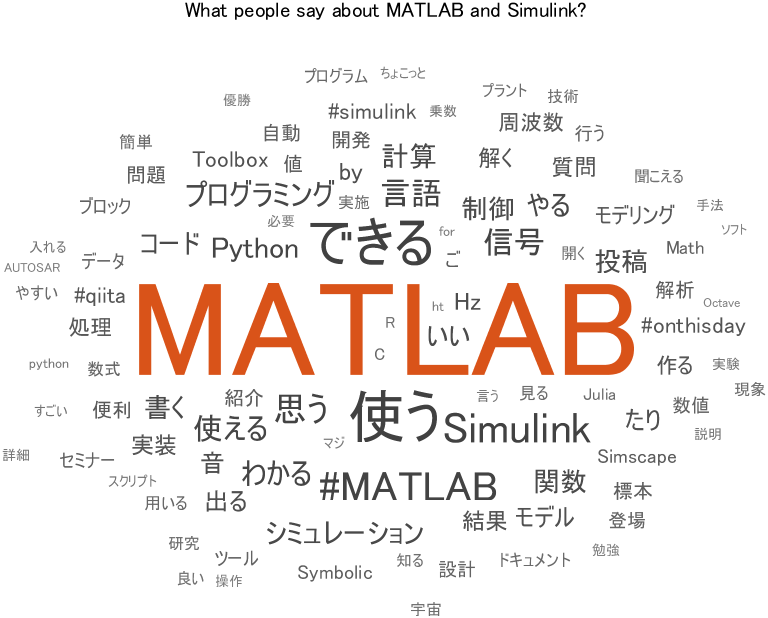 What people say about MATLAB and Simulink?
プログラム ちょこっと
優勝 #simulink 乗数 プラント 技術
簡単 自動 開発 周波数 行う
問題 Toolbox 値 by 計算 解く 質問
ブロック プログラミング 実施 言語 制御 やる モデリング 聞こえる 手法
入れる コード Python 必要 できる for ご 信号 開く 投稿 Math ソフト
AUTOSAR データ
やすい #qiita MATLAB ht Hz 解析 Octave
処理 R いい #onthisday
python 数式 C 作る 実験
すごい 便利 書く 紹介 思う 使う 言う 見る Julia 数値 現象
詳細 セミナー 実装 使える マジ Simulink たり 説明
スクリプト 音 わかる #MATLAB 関数 Simscape
用いる 出る 標本
シミュレーション 結果 モデル 登場
研究 ツール 知る 設計 ドキュメント 勉強
良い 操作 Symbolic
宇宙